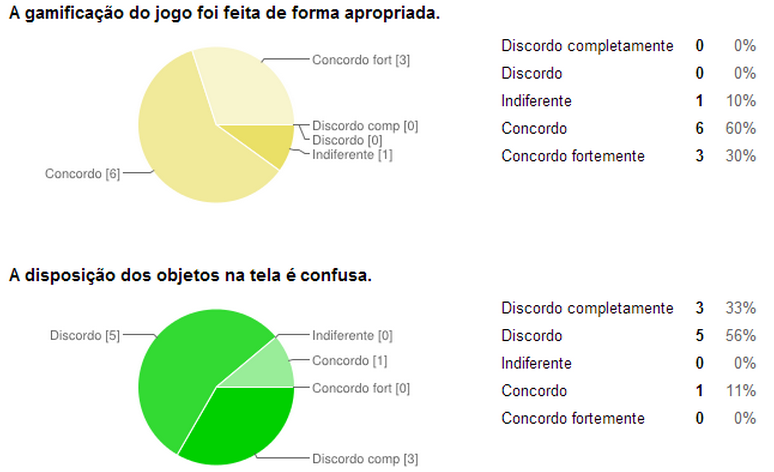 A gamificação do jogo foi feita de forma apropriada.
Concordo fort [3]
Discordo comp [0]
Discordo [0]
Indiferente [1]
Concordo [6]
Discordo completamente 0 0%
Discordo 0 0%
Indiferente 1 10%
Concordo 6 60%
Concordo fortemente 3 30%
A disposição dos objetos na tela é confusa.
Discordo [5]
Indiferente [0]
Concordo [1]
Concordo fort [0]
Discordo comp [3]
Discordo completamente 3 33%
Discordo 5 56%
Indiferente 0 0%
Concordo 1 11%
Concordo fortemente 0 0%